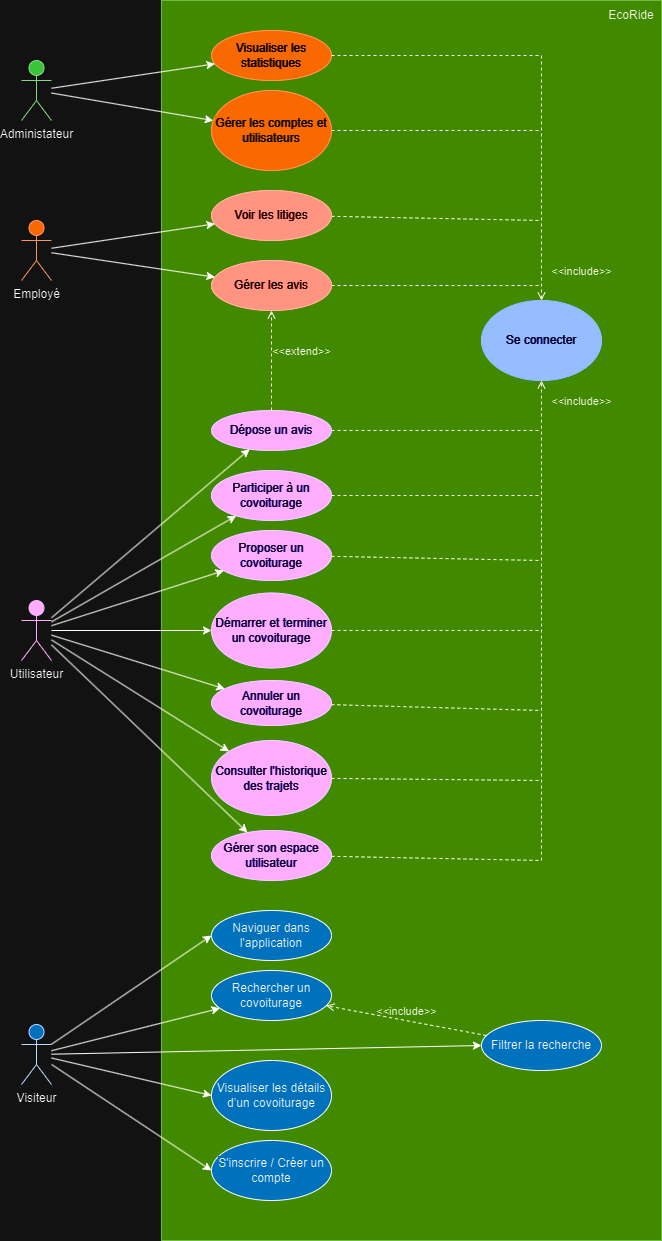 EcoRide
Visualiser les
statistiques
Administateur
Gérer les comptes et
utilisateurs
Voir les litiges
Employé
Gérer les avis
<<include>>
Se connecter
<<extend>>
<<include>>
Dépose un avis
Participer à un
covoiturage
Proposer un
covoiturage
Démarrer et terminer
un covoiturage
Utilisateur
Annuler un
covoiturage
Consulter l'historique
des trajets
Gérer son espace
utilisateur
Naviguer dans
l'application
Rechercher un
covoiturage
<<include>>
Filtrer la recherche
Visiteur
Visualiser les détails
d'un covoiturage
S'inscrire / Créer un
compte